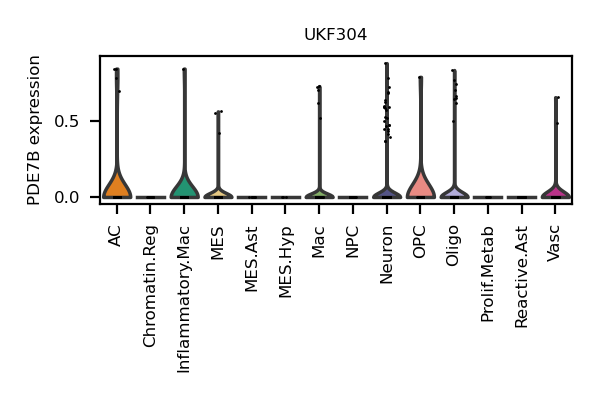 UKF304
PDE7B expression
0.5
0.0
AC
Chromatin.Reg
Inflammatory.Mac
MES
MES.Ast
MES.Hyp
Mac
NPC
Neuron
OPC
Oligo
Prolif.Metab
Reactive.Ast
Vasc